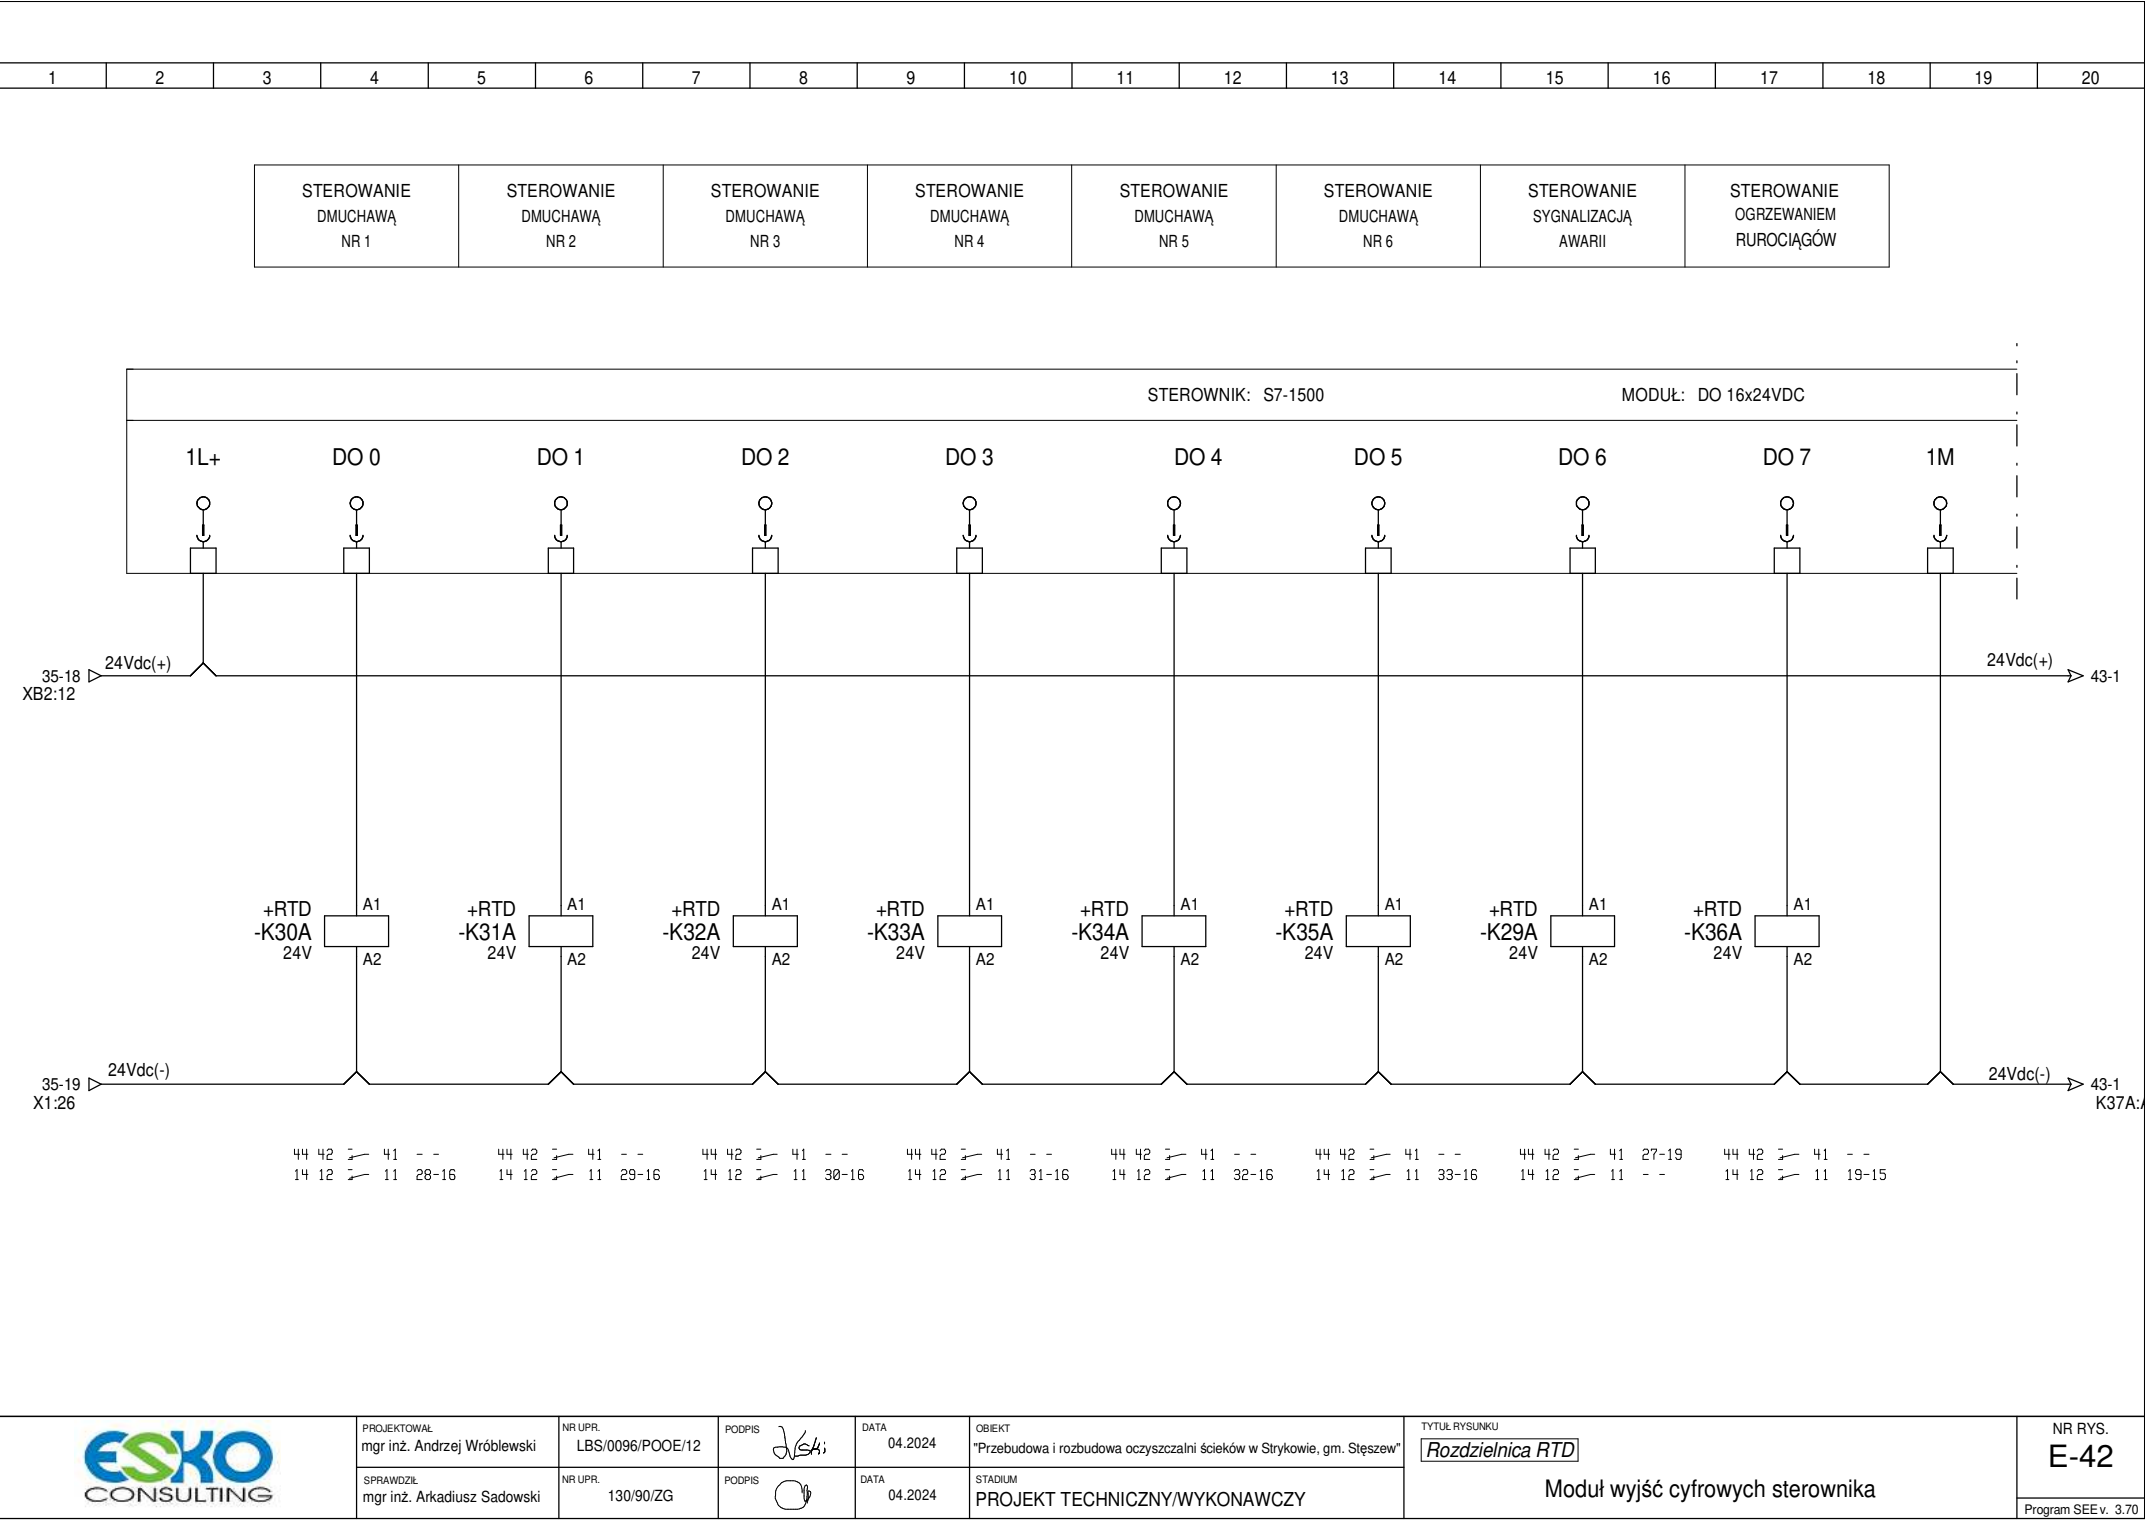 1 2 3 4 5 6 7 8 9 10 11 12 13 14 15 16 17 18 19 20
STEROWANIE DMUCHAWĄ NR 1
STEROWANIE DMUCHAWĄ NR 2
STEROWANIE DMUCHAWĄ NR 3
STEROWANIE DMUCHAWĄ NR 4
STEROWANIE DMUCHAWĄ NR 5
STEROWANIE DMUCHAWĄ NR 6
STEROWANIE SYGNALIZACJĄ AWARII
STEROWANIE OGRZEWANIEM RUROCIĄGÓW
STEROWNIK: S7-1500 MODUŁ: DO 16x24VDC
1L+ DO 0 DO 1 DO 2 DO 3 DO 4 DO 5 DO 6 DO 7 1M
24Vdc(+) 24Vdc(+)
35-18 43-1
XB2:12
+RTD A1 +RTD A1 +RTD A1 +RTD A1 +RTD A1 +RTD A1 +RTD A1 +RTD A1
-K30A -K31A -K32A -K33A -K34A -K35A -K29A -K36A
24V A2 24V A2 24V A2 24V A2 24V A2 24V A2 24V A2 24V A2
24Vdc(-) 24Vdc(-)
35-19 43-1
X1:26 K37A:
44 42 41 - - 44 42 41 - - 44 42 41 - - 44 42 41 - - 44 42 41 - - 44 42 41 - - 44 42 41 27-19 44 42 41 - -
14 12 11 28-16 14 12 11 29-16 14 12 11 30-16 14 12 11 31-16 14 12 11 32-16 14 12 11 33-16 14 12 11 - - 14 12 11 19-15
ESKO
CONSULTING
PROJEKTOWAŁ
mgr inż. Andrzej Wróblewski
NR UPR.
LBS/0096/POOE/12
PODPIS
DATA
04.2024
OBIEKT
"Przebudowa i rozbudowa oczyszczalni ścieków w Strykowie, gm. Stęszew"
SPRAWDZIŁ
mgr inż. Arkadiusz Sadowski
NR UPR.
130/90/ZG
PODPIS
DATA
04.2024
STADIUM
PROJEKT TECHNICZNY/WYKONAWCZY
TYTUŁ RYSUNKU
Rozdzielnica RTD
Moduł wyjść cyfrowych sterownika
NR RYS.
E-42
Program SEE v. 3.70